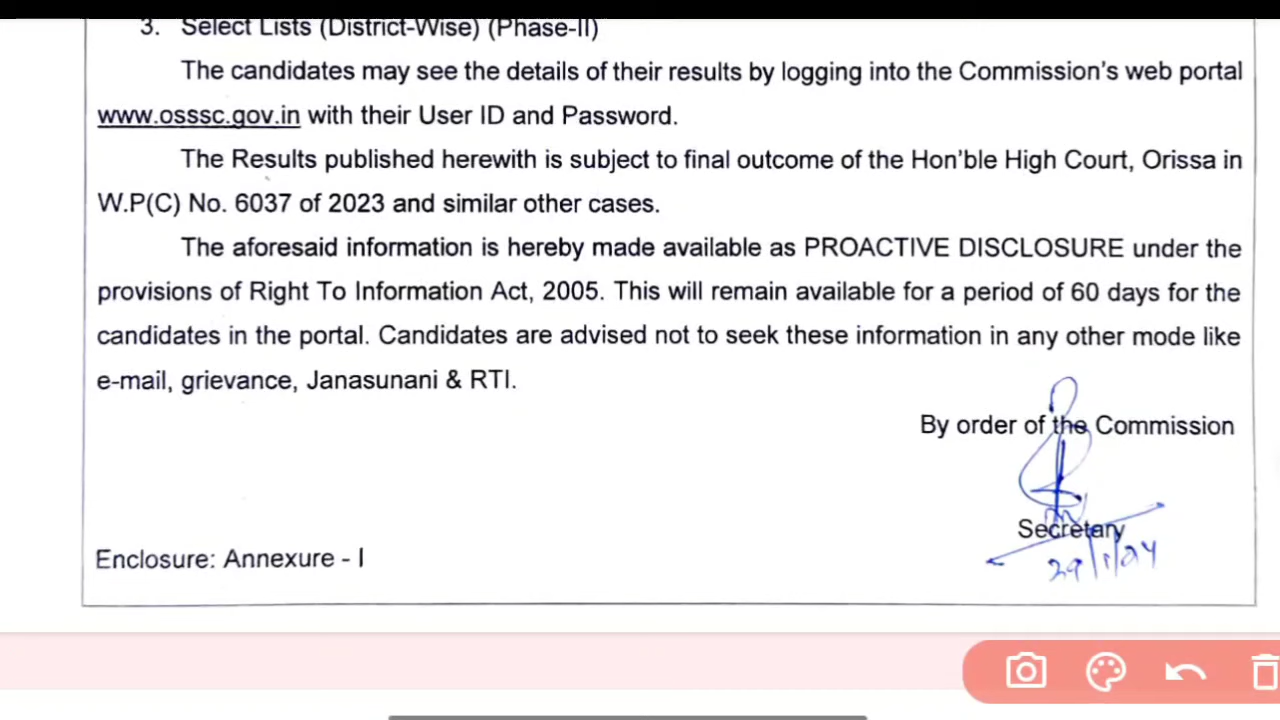 3. Select Lists (District-Wise) (Phase-II)
The candidates may see the details of their results by logging into the Commission's web portal
www.osssc.gov.in with their User ID and Password.
The Results published herewith is subject to final outcome of the Hon'ble High Court, Orissa in
W.P(C) No. 6037 of 2023 and similar other cases.
The aforesaid information is hereby made available as PROACTIVE DISCLOSURE under the
provisions of Right To Information Act, 2005. This will remain available for a period of 60 days for the
candidates in the portal. Candidates are advised not to seek these information in any other mode like
e-mail, grievance, Janasunani & RTI.
By order of the Commission
Secretary
29/1/24
Enclosure: Annexure - I